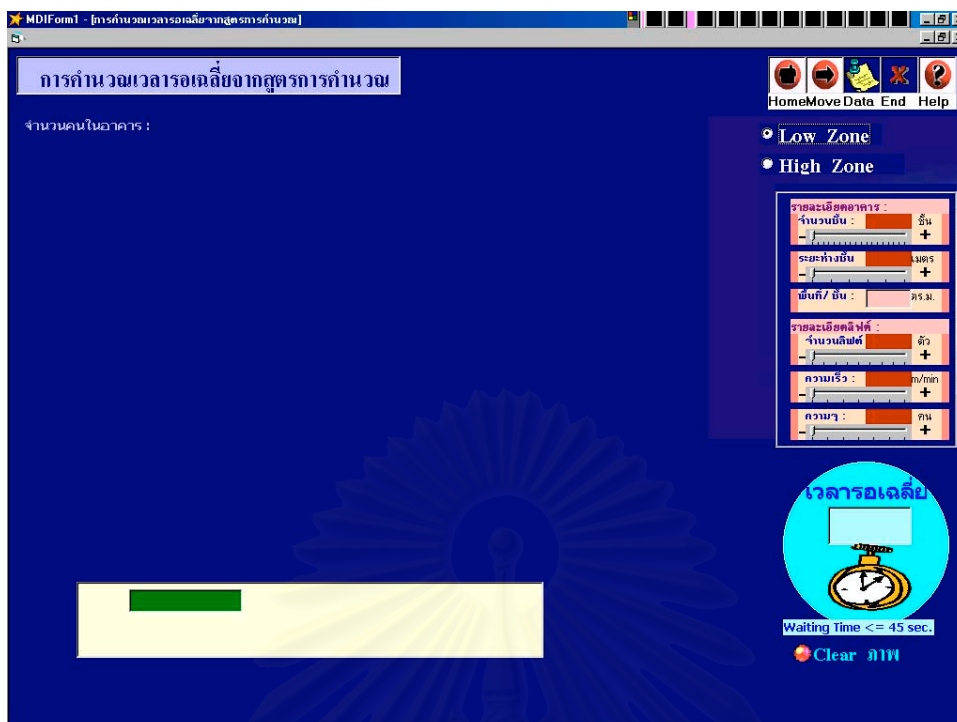 MDIForm1 - [การคำนวณเวลารอเฉลี่ยจากสูตรการคำนวณ]
การคำนวณเวลารอเฉลี่ยจากสูตรการคำนวณ
Home Move Data End Help
จำนวนคนในอาคาร :
Low Zone
High Zone
รายละเอียดอาคาร :
จำนวนชั้น : ชั้น
- +
ระยะห่างชั้น เมตร
- +
พื้นที่/ ชั้น : ตร.ม.
รายละเอียดลิฟต์ :
จำนวนลิฟต์ ตัว
- +
ความเร็ว : m/min
- +
ความจุ : คน
- +
เวลารอเฉลี่ย
Waiting Time <= 45 sec.
Clear ภาพ